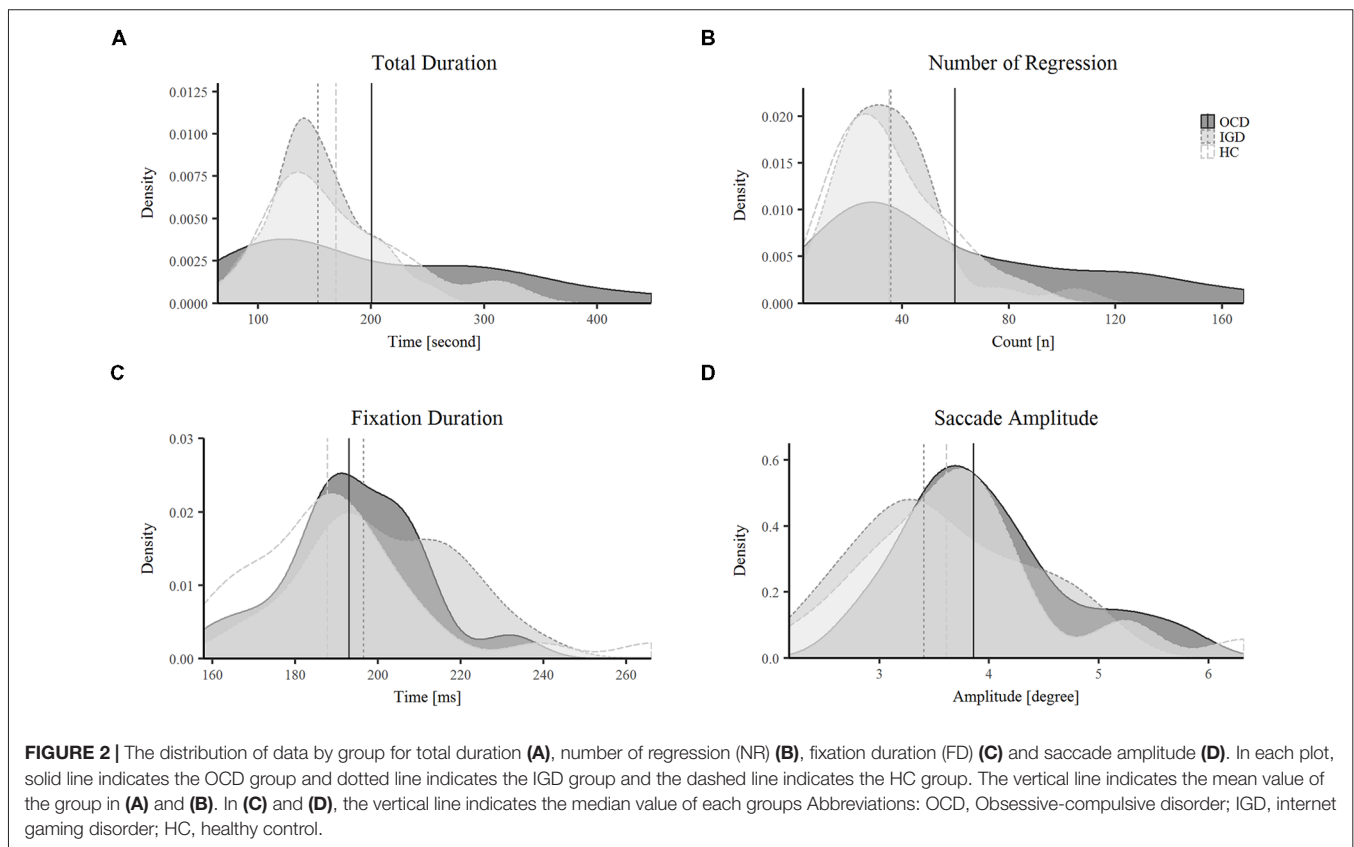 A
Total Duration
0.0125
0.0100
0.0075
0.0050
0.0025
0.0000
Density
100 200 300 400
Time [second]
B
Number of Regression
0.020
0.015
0.010
0.005
0.000
Density
40 80 120 160
Count [n]
OCD
IGD
HC
C
Fixation Duration
0.03
0.02
0.01
0.00
Density
160 180 200 220 240 260
Time [ms]
D
Saccade Amplitude
0.6
0.4
0.2
0.0
Density
3 4 5 6
Amplitude [degree]
FIGURE 2 | The distribution of data by group for total duration (A), number of regression (NR) (B), fixation duration (FD) (C) and saccade amplitude (D). In each plot,
solid line indicates the OCD group and dotted line indicates the IGD group and the dashed line indicates the HC group. The vertical line indicates the mean value of
the group in (A) and (B). In (C) and (D), the vertical line indicates the median value of each groups Abbreviations: OCD, Obsessive-compulsive disorder; IGD, internet
gaming disorder; HC, healthy control.